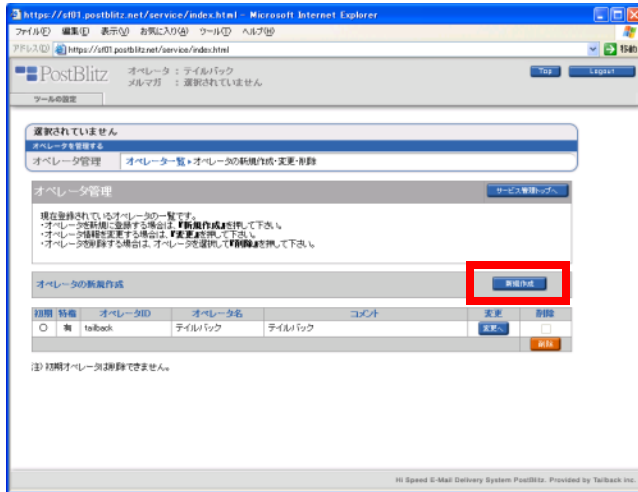 https://sf01.postblitz.net/service/index.html - Microsoft Internet Explorer
ファイル(F) 編集(E) 表示(V) お気に入り(A) ツール(T) ヘルプ(H)
アドレス(D) https://sf01.postblitz.net/service/index.html 移動
PostBlitz オペレータ : テイルバック Top Logout
メルマガ : 選択されていません
ツールの設定
選択されていません
オペレータを管理する
オペレータ管理 オペレーター覧▶オペレータの新規作成・変更・削除
オペレータ管理 サービス管理トップへ
現在登録されているオペレータの一覧です。
・オペレータを新規に登録する場合は、『新規作成』を押して下さい。
・オペレータ情報を変更する場合は、『変更』を押して下さい。
・オペレータを削除する場合は、オペレータを選択して『削除』を押して下さい。
オペレータの新規作成 新規作成
初期 特権 オペレータID オペレータ名 コメント 変更 削除
○ 有 tailback テイルバック テイルバック 変更へ
削除
注) 初期オペレータは削除できません。
Hi Speed E-Mail Delivery System PostBlitz. Provided by Tailback inc.